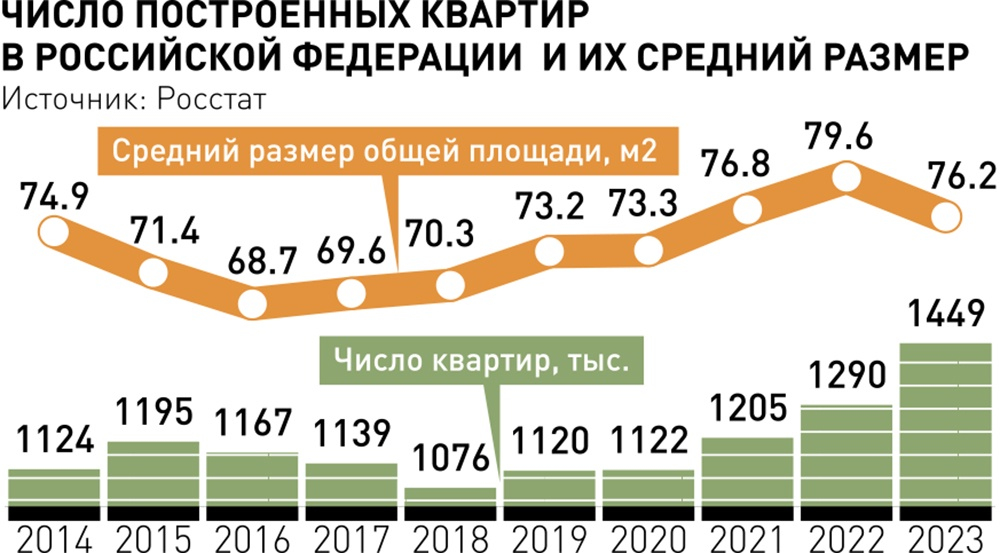 ЧИСЛО ПОСТРОЕННЫХ КВАРТИР
В РОССИЙСКОЙ ФЕДЕРАЦИИ И ИХ СРЕДНИЙ РАЗМЕР
Источник: Росстат
Средний размер общей площади, м2
74.9 71.4 68.7 69.6 70.3 73.2 73.3 76.8 79.6 76.2
Число квартир, тыс.
1124 1195 1167 1139 1076 1120 1122 1205 1290 1449
2014 2015 2016 2017 2018 2019 2020 2021 2022 2023